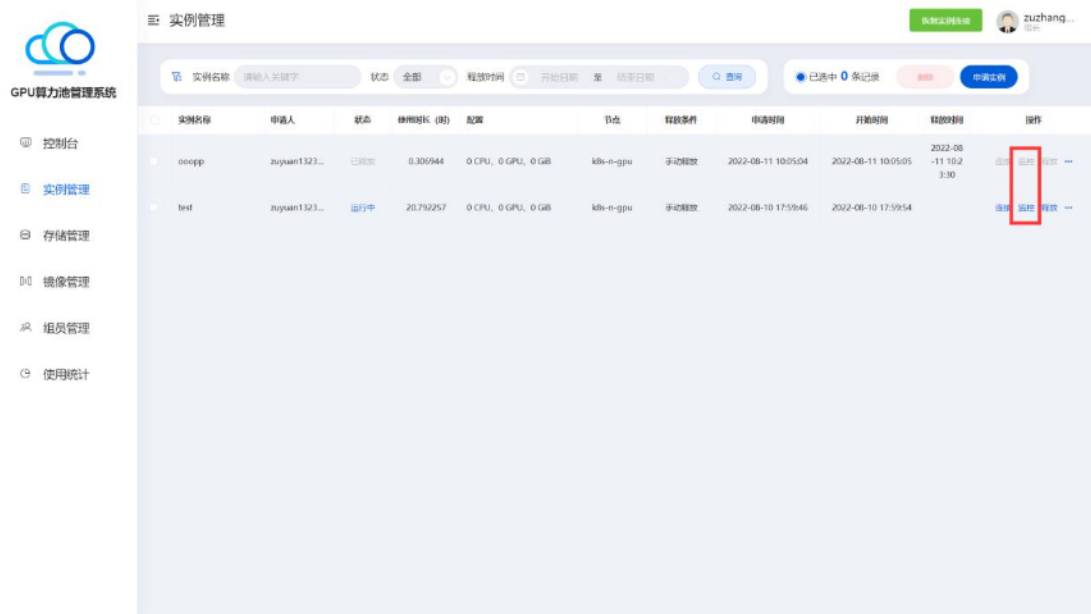 实例管理
恢复实例连接
zuzhang...
组长
GPU算力池管理系统
实例名称 请输入关键字 状态 全部 释放时间 开始日期 至 结束日期 查询 已选中 0 条记录 删除 申请实例
实例名称 申请人 状态 使用时长（时） 配置 节点 释放条件 申请时间 开始时间 释放时间 操作
ooopp zuyuan1323... 已释放 0.306944 0 CPU，0 GPU，0 GiB k8s-n-gpu 手动释放 2022-08-11 10:05:04 2022-08-11 10:05:05 2022-08-11 10:23:30 连接 监控 释放 ...
test zuyuan1323... 运行中 20.792257 0 CPU，0 GPU，0 GiB k8s-n-gpu 手动释放 2022-08-10 17:59:46 2022-08-10 17:59:54 连接 监控 释放 ...
控制台
实例管理
存储管理
镜像管理
组员管理
使用统计